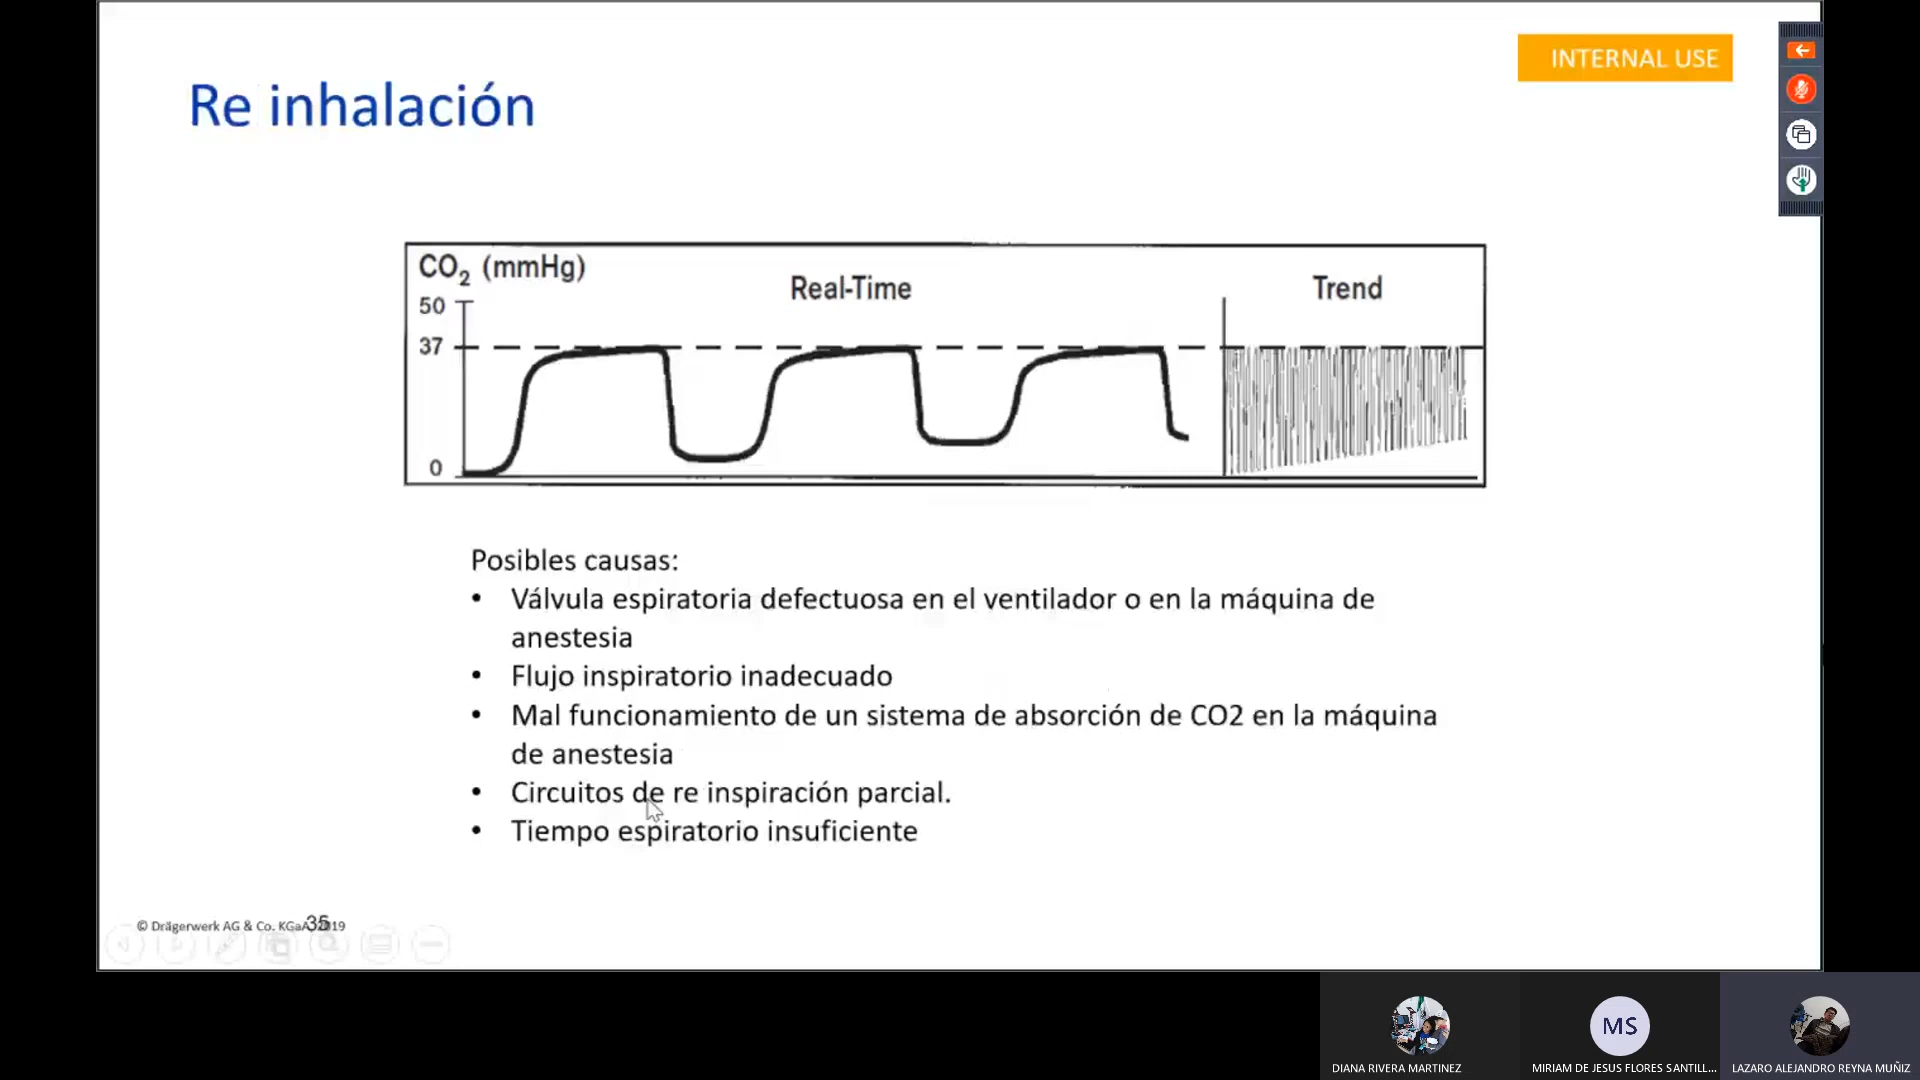 INTERNAL USE
Re inhalación
CO2 (mmHg)
Real-Time
Trend
50
37
0
Posibles causas:
• Válvula espiratoria defectuosa en el ventilador o en la máquina de
anestesia
• Flujo inspiratorio inadecuado
• Mal funcionamiento de un sistema de absorción de CO2 en la máquina
de anestesia
• Circuitos de re inspiración parcial.
• Tiempo espiratorio insuficiente
© Drägerwerk AG & Co. KGaA, 2019
35
MS
DIANA RIVERA MARTINEZ
MIRIAM DE JESUS FLORES SANTILL...
LAZARO ALEJANDRO REYNA MUÑIZ